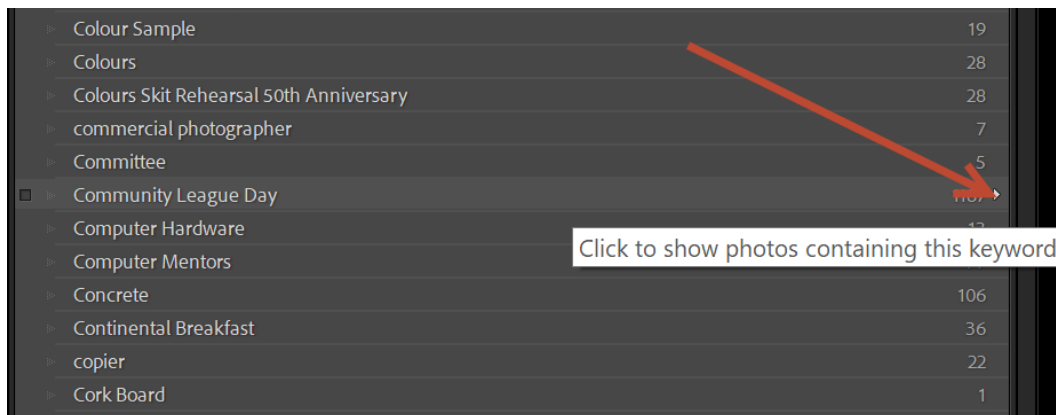 Colour Sample 19
Colours 28
Colours Skit Rehearsal 50th Anniversary 28
commercial photographer 7
Committee 5
Community League Day
Computer Hardware
Click to show photos containing this keyword
Computer Mentors
Concrete 106
Continental Breakfast 36
copier 22
Cork Board 1